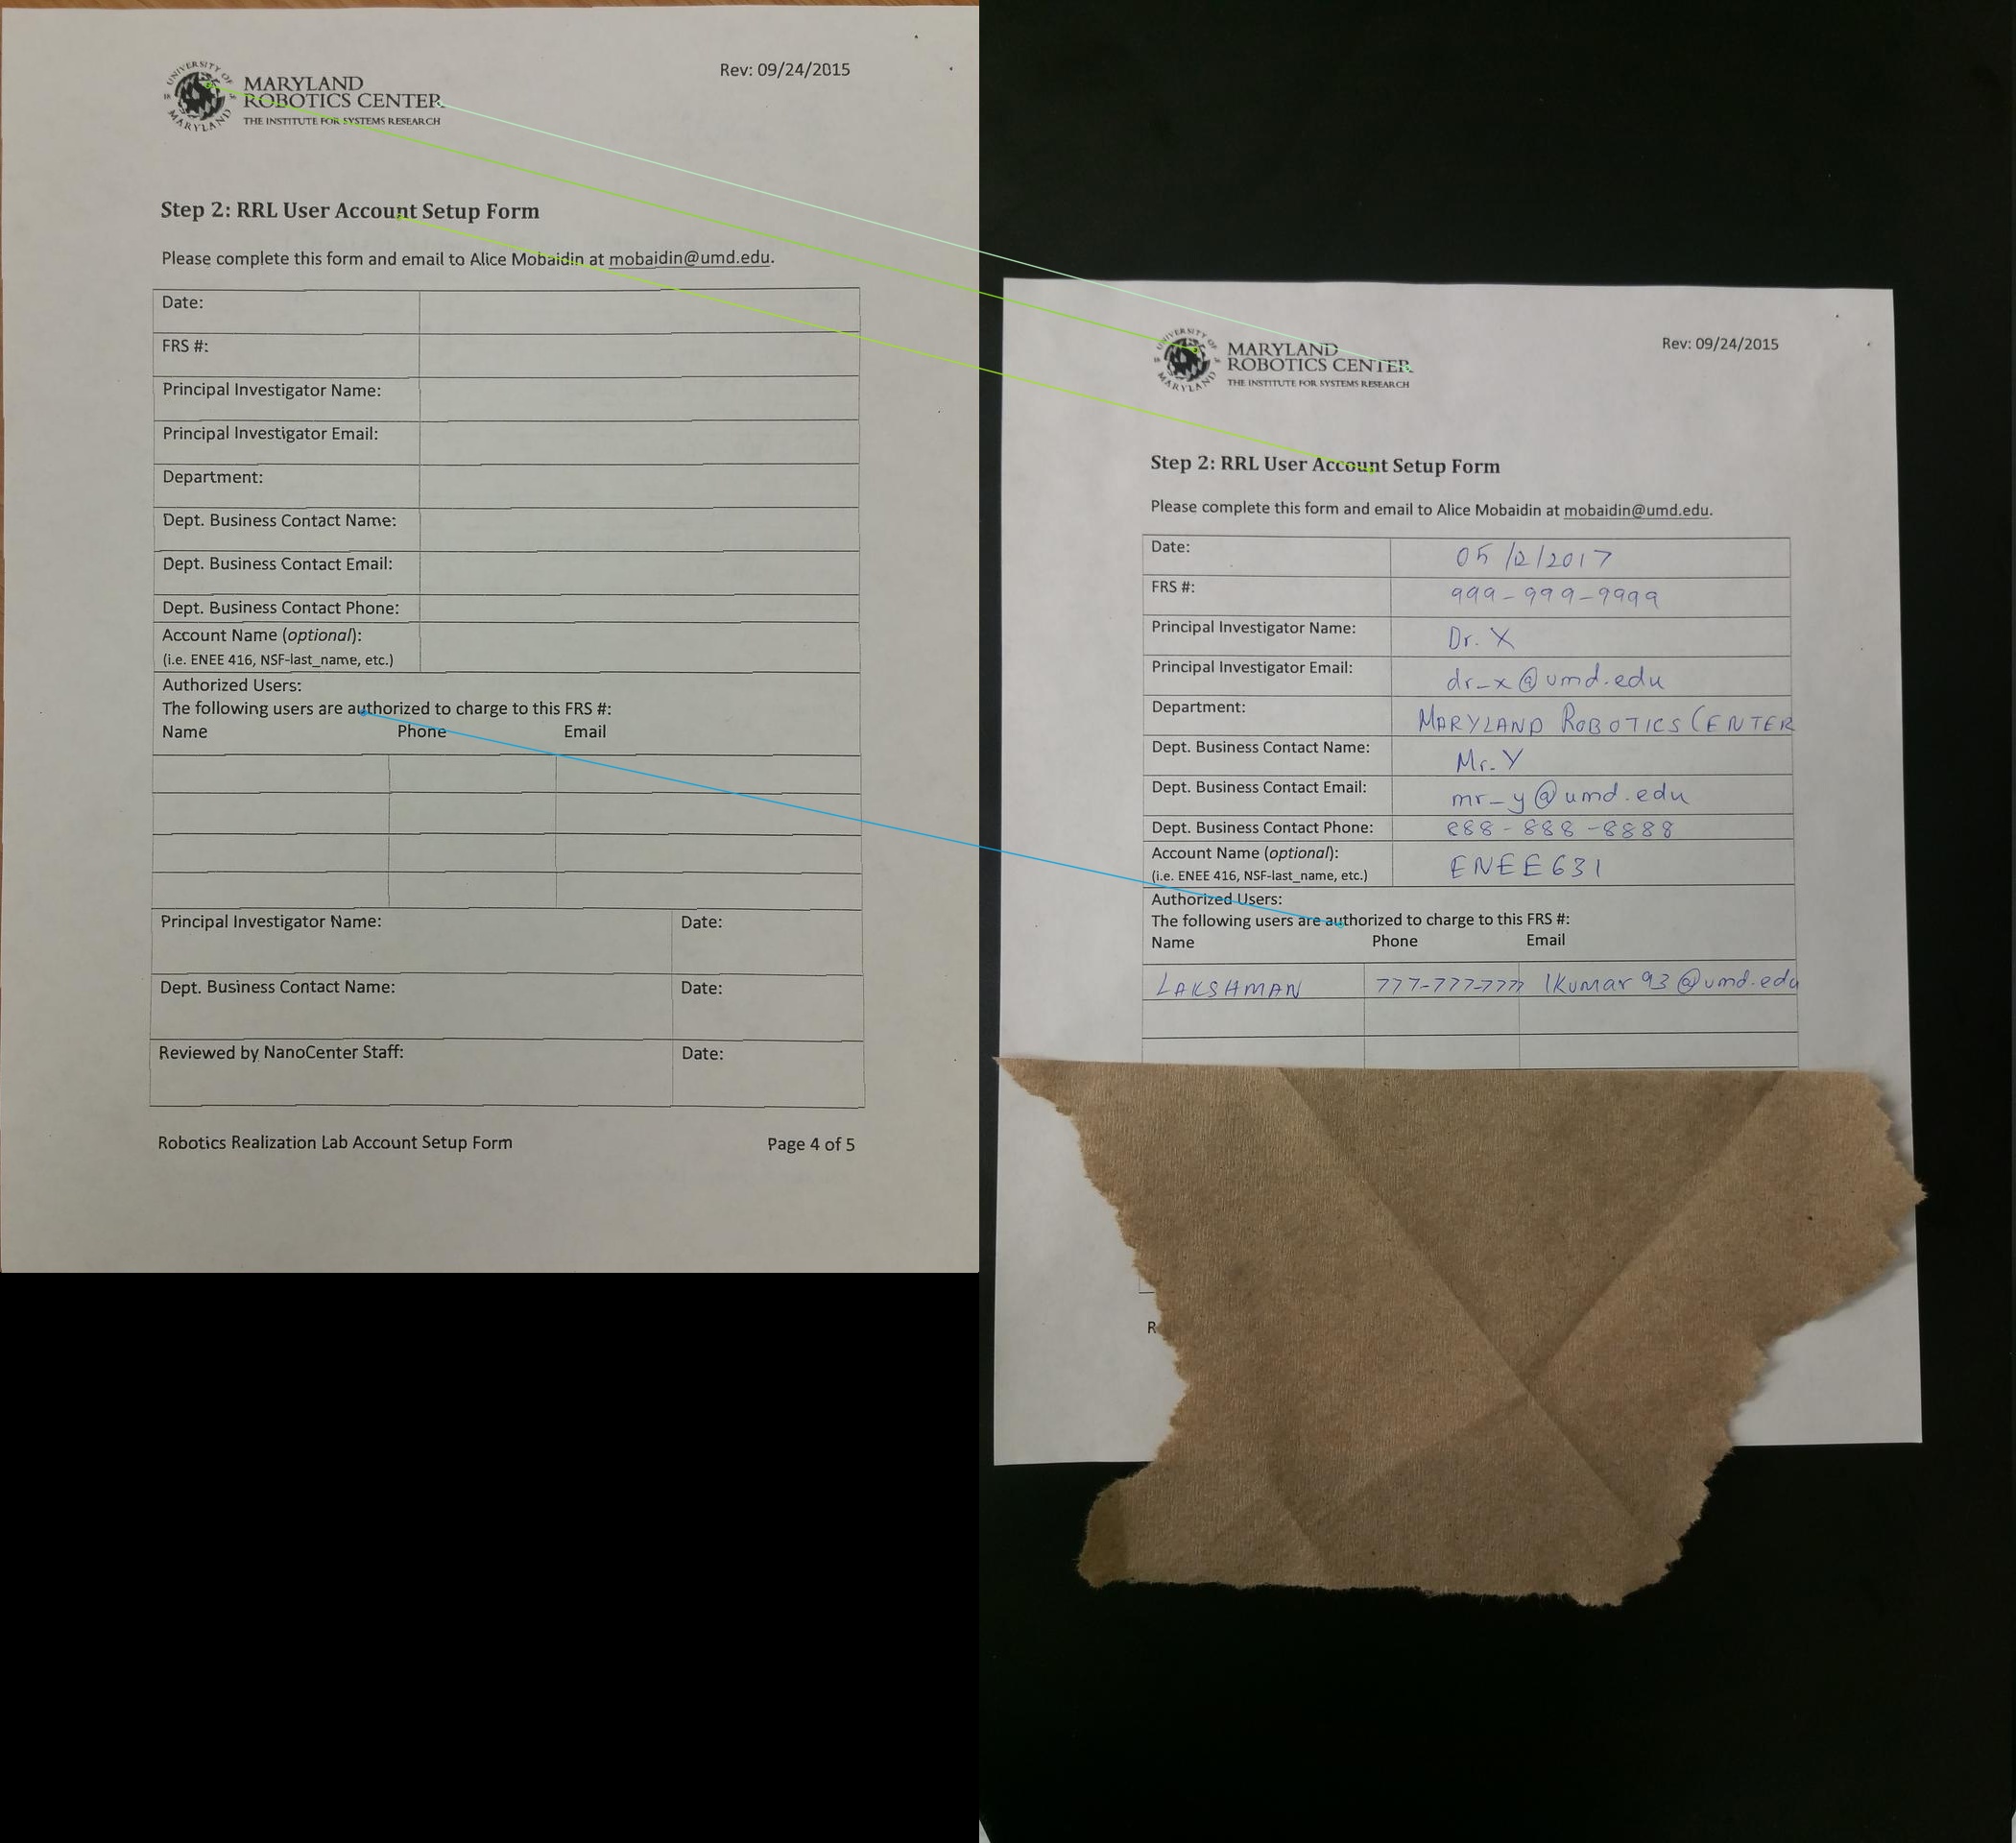 UNIVERSITY OF
18 56
MARYLAND
MARYLAND
ROBOTICS CENTER
THE INSTITUTE FOR SYSTEMS RESEARCH
Rev: 09/24/2015
Step 2: RRL User Account Setup Form
Please complete this form and email to Alice Mobaidin at mobaidin@umd.edu.
Date:
FRS #:
Principal Investigator Name:
Principal Investigator Email:
Department:
Dept. Business Contact Name:
Dept. Business Contact Email:
Dept. Business Contact Phone:
Account Name (optional):
(i.e. ENEE 416, NSF-last_name, etc.)
Authorized Users:
The following users are authorized to charge to this FRS #:
Name Phone Email
Principal Investigator Name: Date:
Dept. Business Contact Name: Date:
Reviewed by NanoCenter Staff: Date:
Robotics Realization Lab Account Setup Form Page 4 of 5
UNIVERSITY OF
18 56
MARYLAND
MARYLAND
ROBOTICS CENTER
THE INSTITUTE FOR SYSTEMS RESEARCH
Rev: 09/24/2015
Step 2: RRL User Account Setup Form
Please complete this form and email to Alice Mobaidin at mobaidin@umd.edu.
Date: 05/12/2017
FRS #: 999-999-9999
Principal Investigator Name: Dr. X
Principal Investigator Email: dr_x@umd.edu
Department: MARYLAND ROBOTICS CENTER
Dept. Business Contact Name: Mr. Y
Dept. Business Contact Email: mr_y@umd.edu
Dept. Business Contact Phone: 888-888-8888
Account Name (optional): ENEE631
(i.e. ENEE 416, NSF-last_name, etc.)
Authorized Users:
The following users are authorized to charge to this FRS #:
Name Phone Email
LAKSHMAN 777-777-7777 lkumar93@umd.edu
R